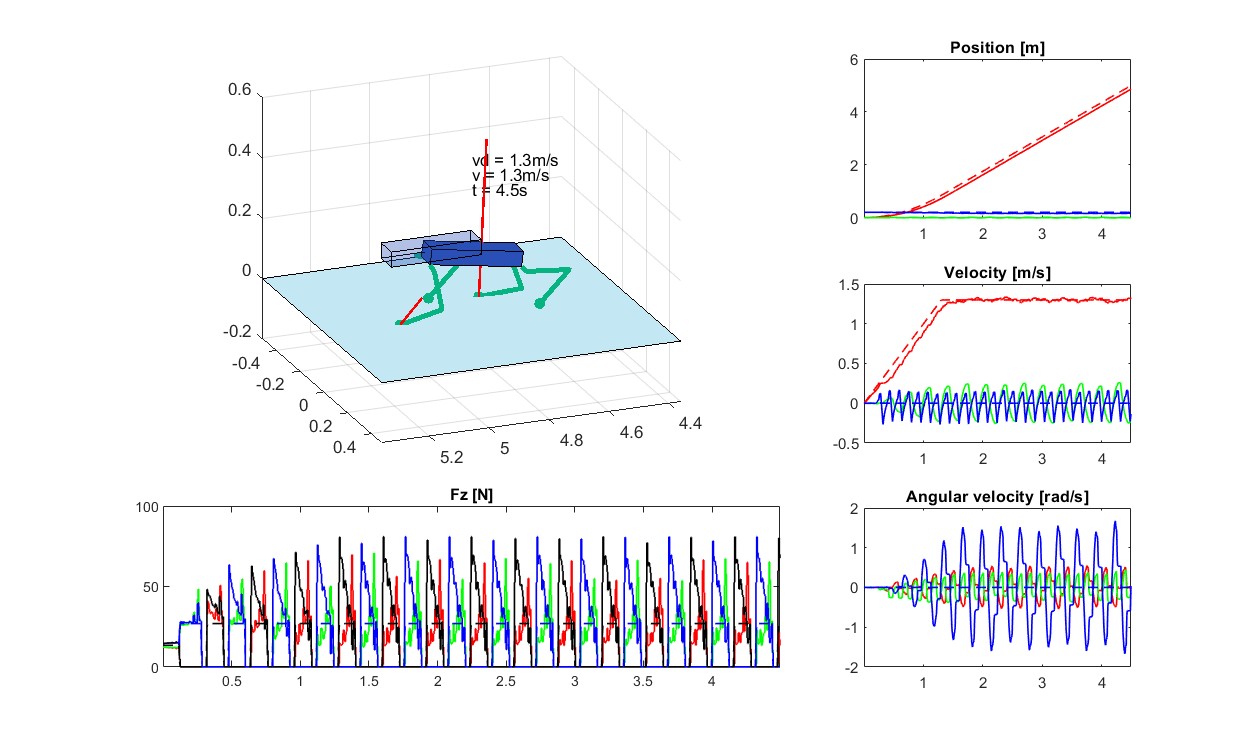 0.6
0.4
0.2
0
-0.2
-0.4
-0.2
0
0.2
0.4
5.2
5
4.8
4.6
4.4
vd = 1.3m/s
v = 1.3m/s
t = 4.5s
Position [m]
6
4
2
0
1 2 3 4
Velocity [m/s]
1.5
1
0.5
0
-0.5
1 2 3 4
Fz [N]
100
50
0
0.5 1 1.5 2 2.5 3 3.5 4
Angular velocity [rad/s]
2
1
0
-1
-2
1 2 3 4